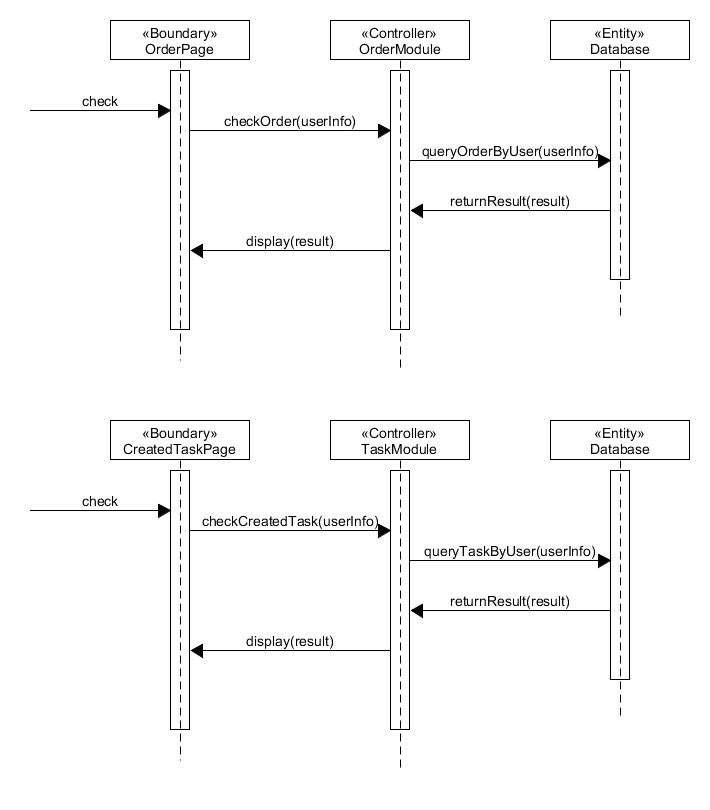 «Boundary»
OrderPage
«Controller»
OrderModule
«Entity»
Database
check
checkOrder(userInfo)
queryOrderByUser(userInfo)
returnResult(result)
display(result)
«Boundary»
CreatedTaskPage
«Controller»
TaskModule
«Entity»
Database
check
checkCreatedTask(userInfo)
queryTaskByUser(userInfo)
returnResult(result)
display(result)